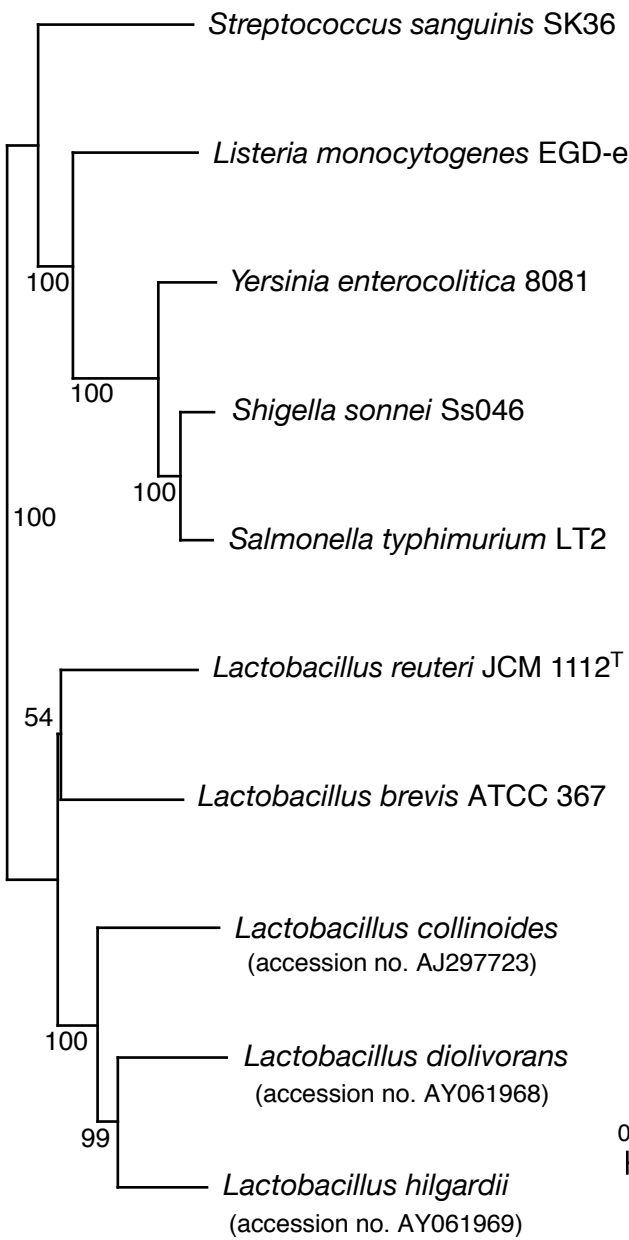 Streptococcus sanguinis SK36
Listeria monocytogenes EGD-e
100
Yersinia enterocolitica 8081
100
Shigella sonnei Ss046
100
100
Salmonella typhimurium LT2
Lactobacillus reuteri JCM 1112ᵀ
54
Lactobacillus brevis ATCC 367
Lactobacillus collinoides
(accession no. AJ297723)
100
Lactobacillus diolivorans
(accession no. AY061968)
99
0
Lactobacillus hilgardii
(accession no. AY061969)